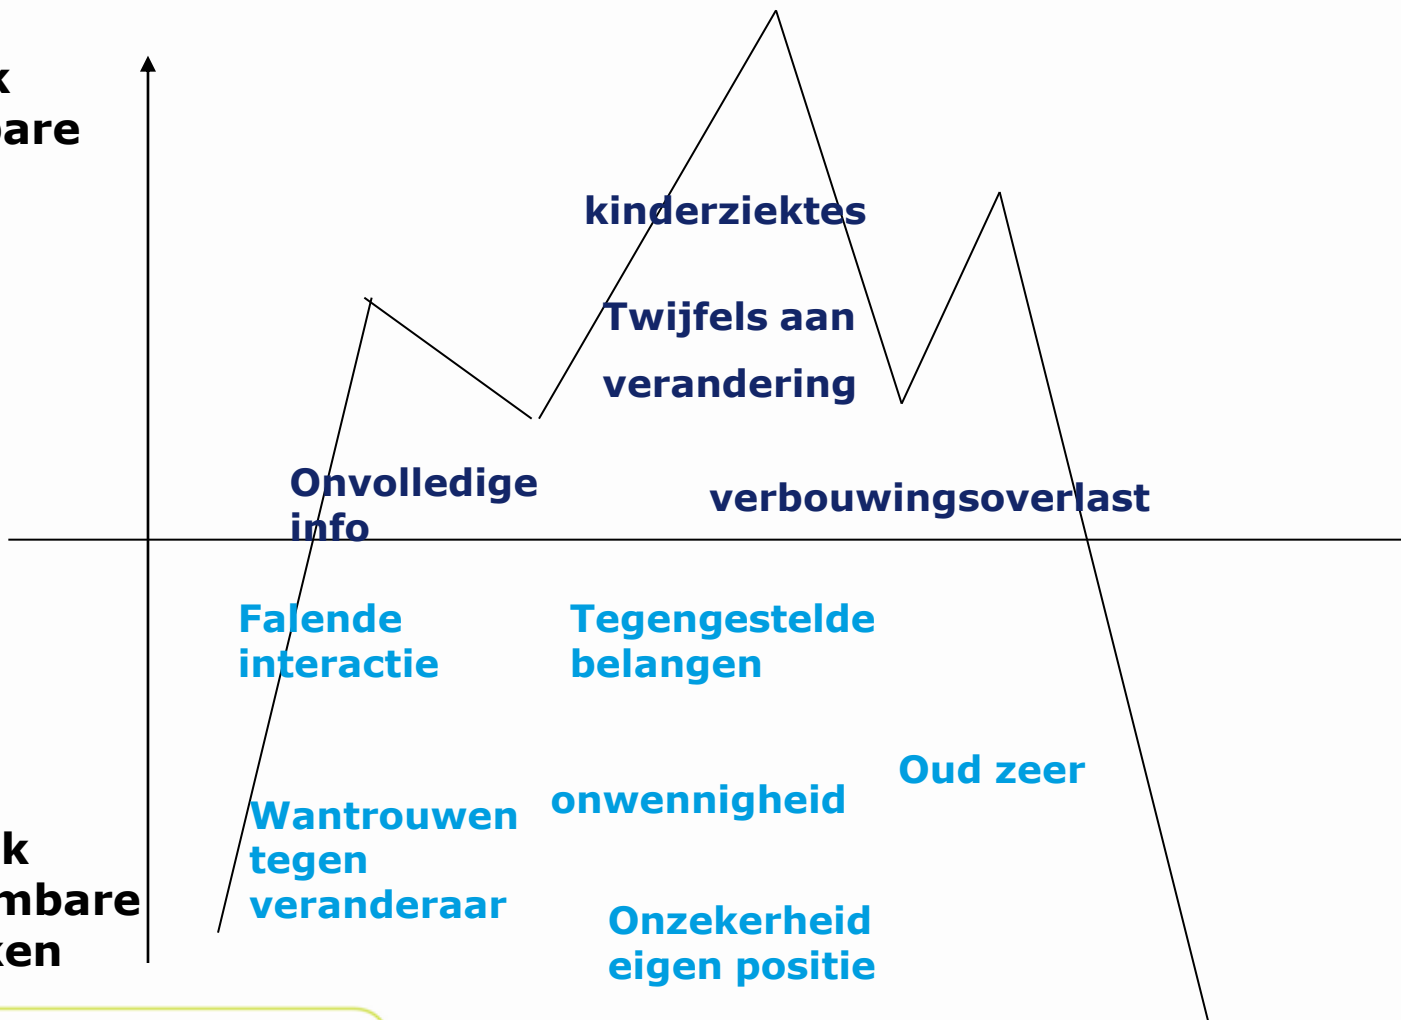 kinderziektes
Twijfels aan
verandering
Onvolledige
info
verbouwingsoverlast
Falende
interactie
Tegengestelde
belangen
Oud zeer
onwennigheid
Wantrouwen
tegen
veranderaar
Onzekerheid
eigen positie